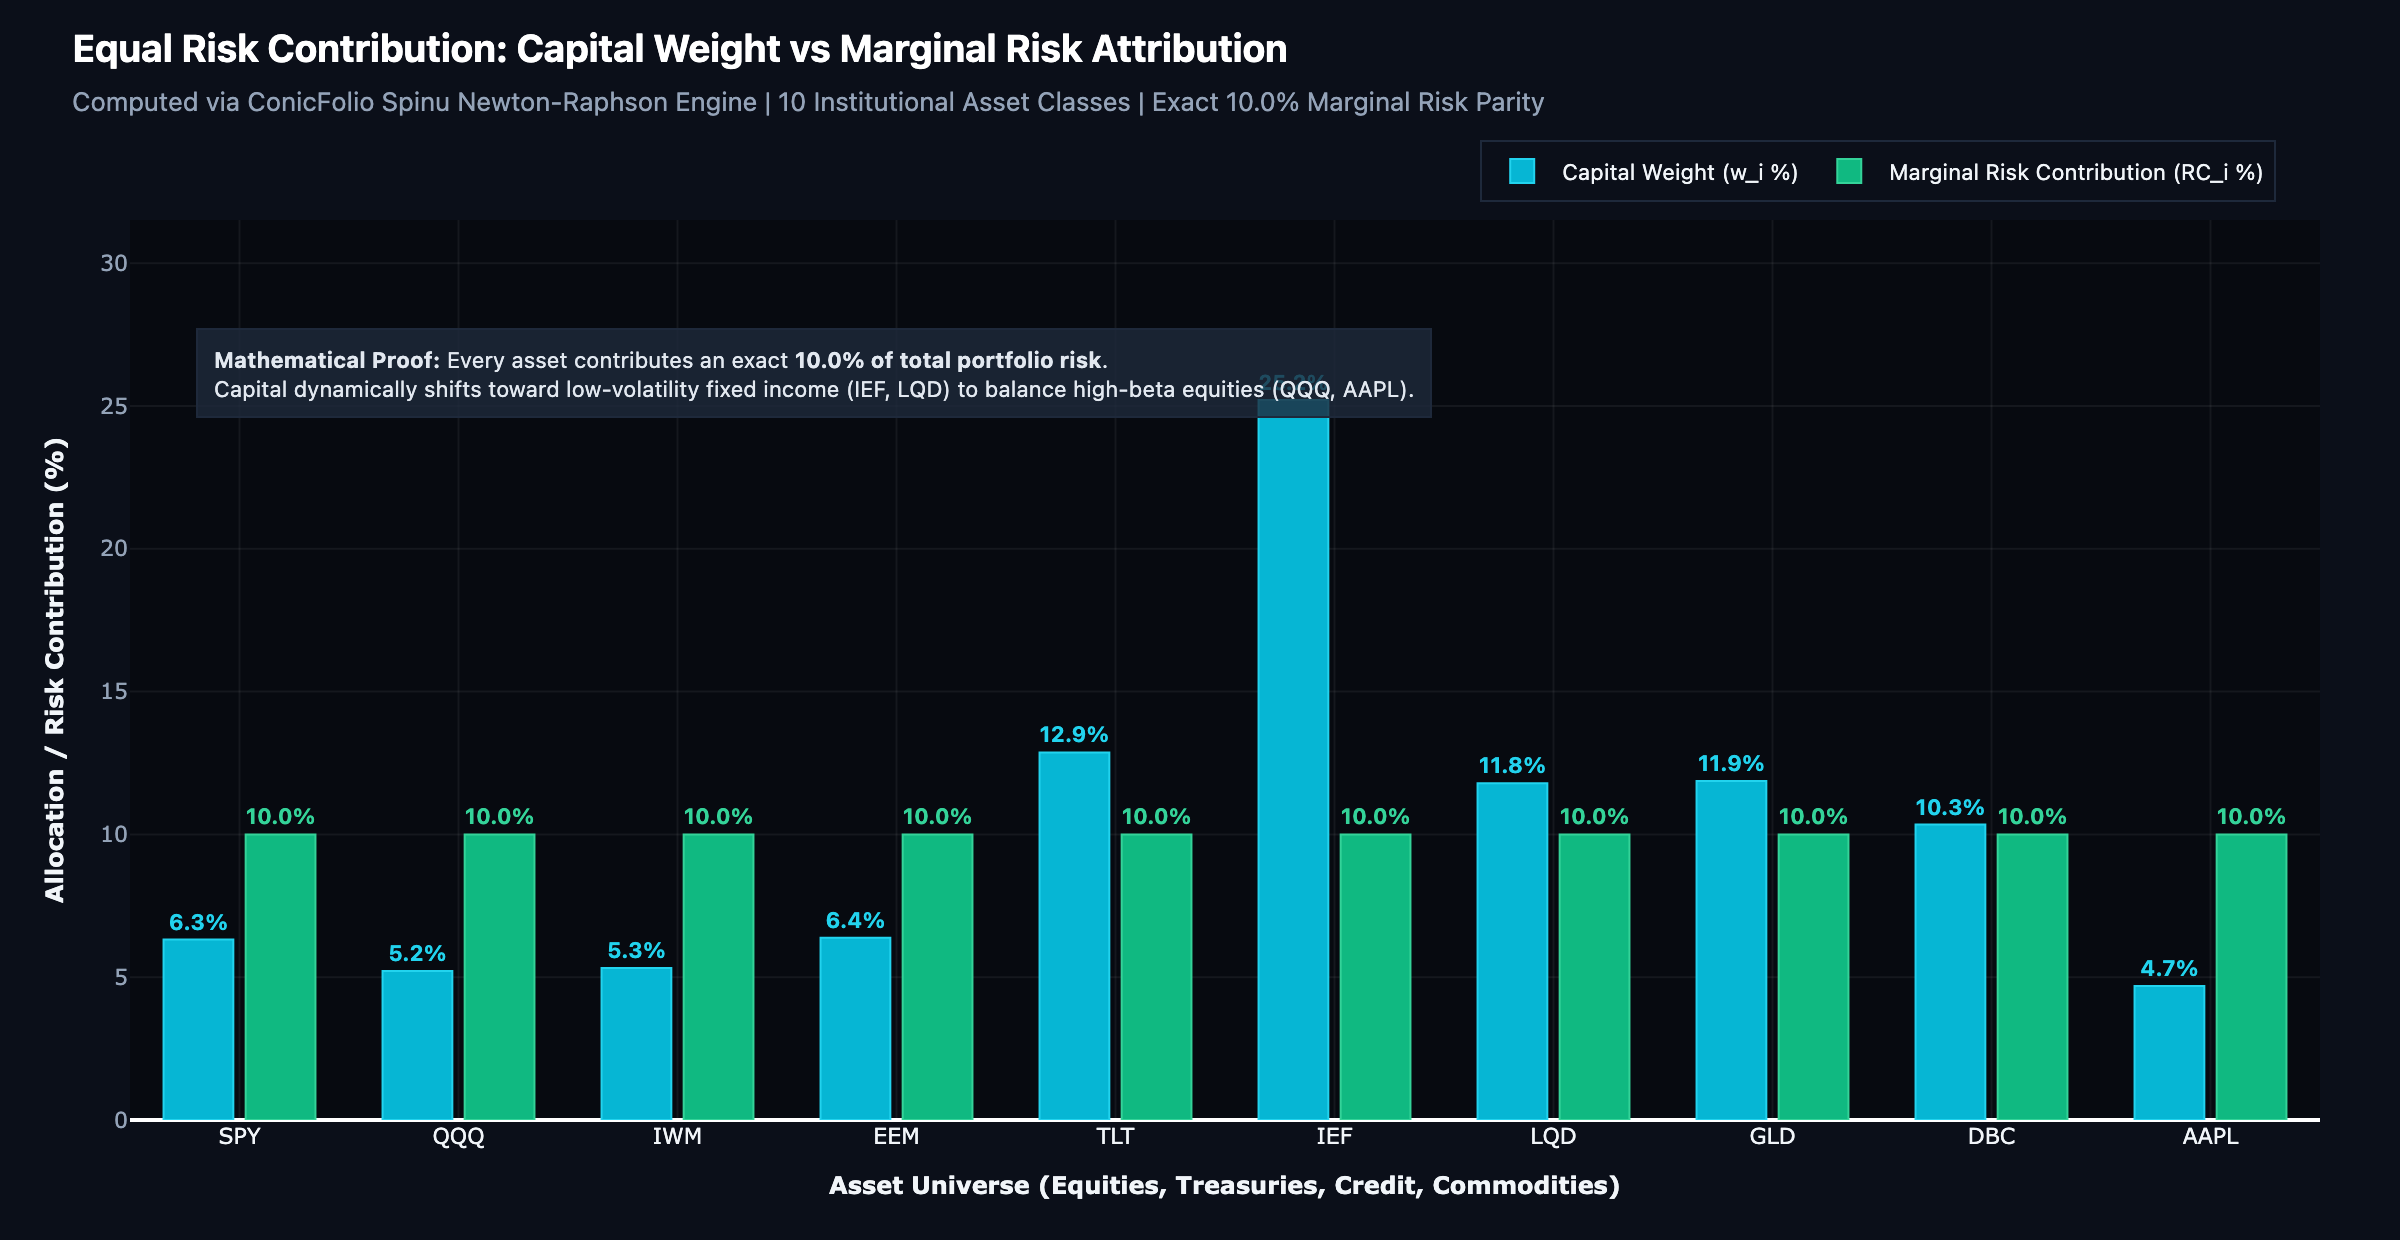 Equal Risk Contribution: Capital Weight vs Marginal Risk Attribution
Computed via ConicFolio Spinu Newton-Raphson Engine | 10 Institutional Asset Classes | Exact 10.0% Marginal Risk Parity
Capital Weight (w_i %)
Marginal Risk Contribution (RC_i %)
30
25
20
15
10
5
0
Allocation / Risk Contribution (%)
Mathematical Proof: Every asset contributes an exact 10.0% of total portfolio risk.
Capital dynamically shifts toward low-volatility fixed income (IEF, LQD) to balance high-beta equities (QQQ, AAPL).
6.3%
10.0%
5.2%
10.0%
5.3%
10.0%
6.4%
10.0%
12.9%
10.0%
10.0%
11.8%
10.0%
11.9%
10.0%
10.3%
10.0%
4.7%
10.0%
SPY
QQQ
IWM
EEM
TLT
IEF
LQD
GLD
DBC
AAPL
Asset Universe (Equities, Treasuries, Credit, Commodities)